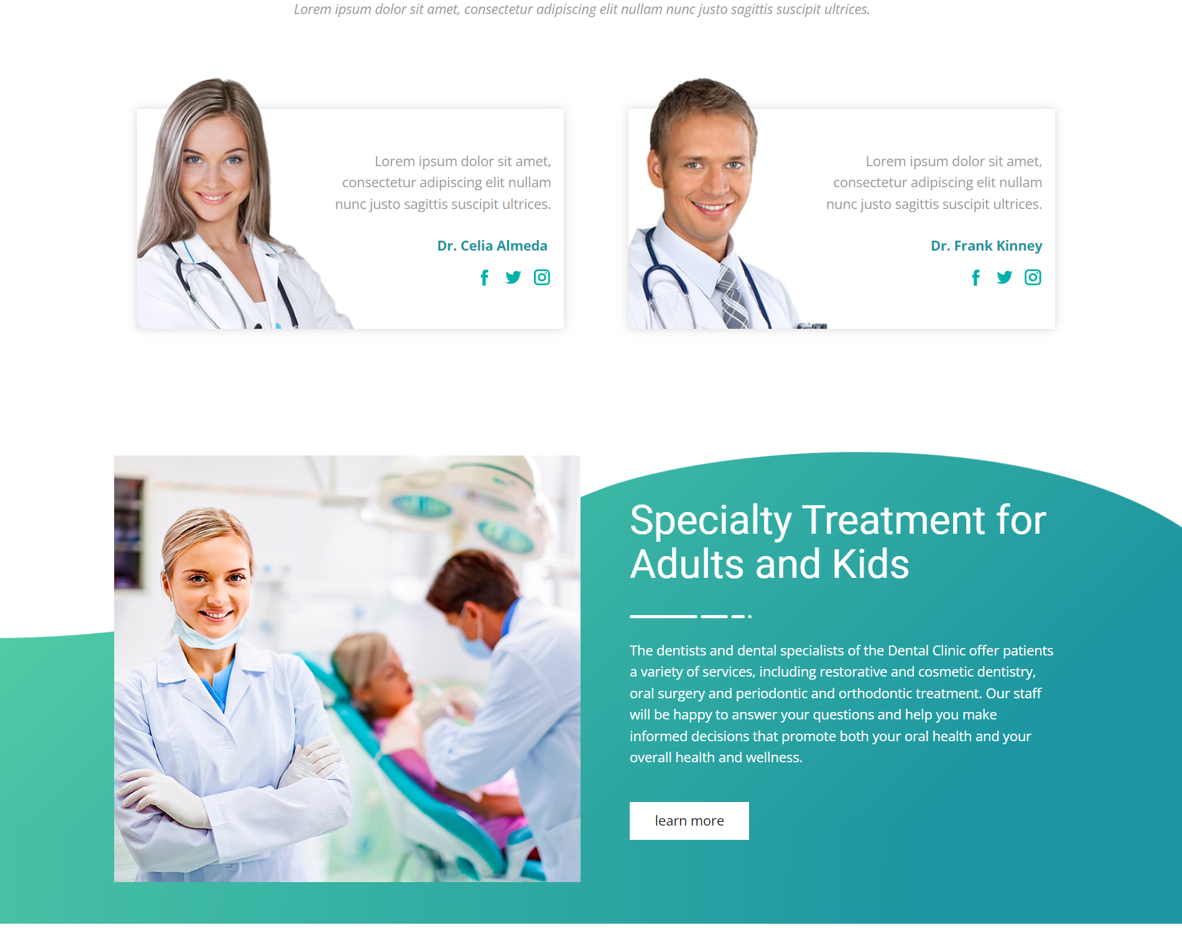 Lorem ipsum dolor sit amet, consectetur adipiscing elit nullam nunc justo sagittis suscipit ultrices.
Lorem ipsum dolor sit amet,
consectetur adipiscing elit nullam
nunc justo sagittis suscipit ultrices.
Dr. Celia Almeda
Lorem ipsum dolor sit amet,
consectetur adipiscing elit nullam
nunc justo sagittis suscipit ultrices.
Dr. Frank Kinney
Specialty Treatment for
Adults and Kids
The dentists and dental specialists of the Dental Clinic offer patients
a variety of services, including restorative and cosmetic dentistry,
oral surgery and periodontic and orthodontic treatment. Our staff
will be happy to answer your questions and help you make
informed decisions that promote both your oral health and your
overall health and wellness.
learn more